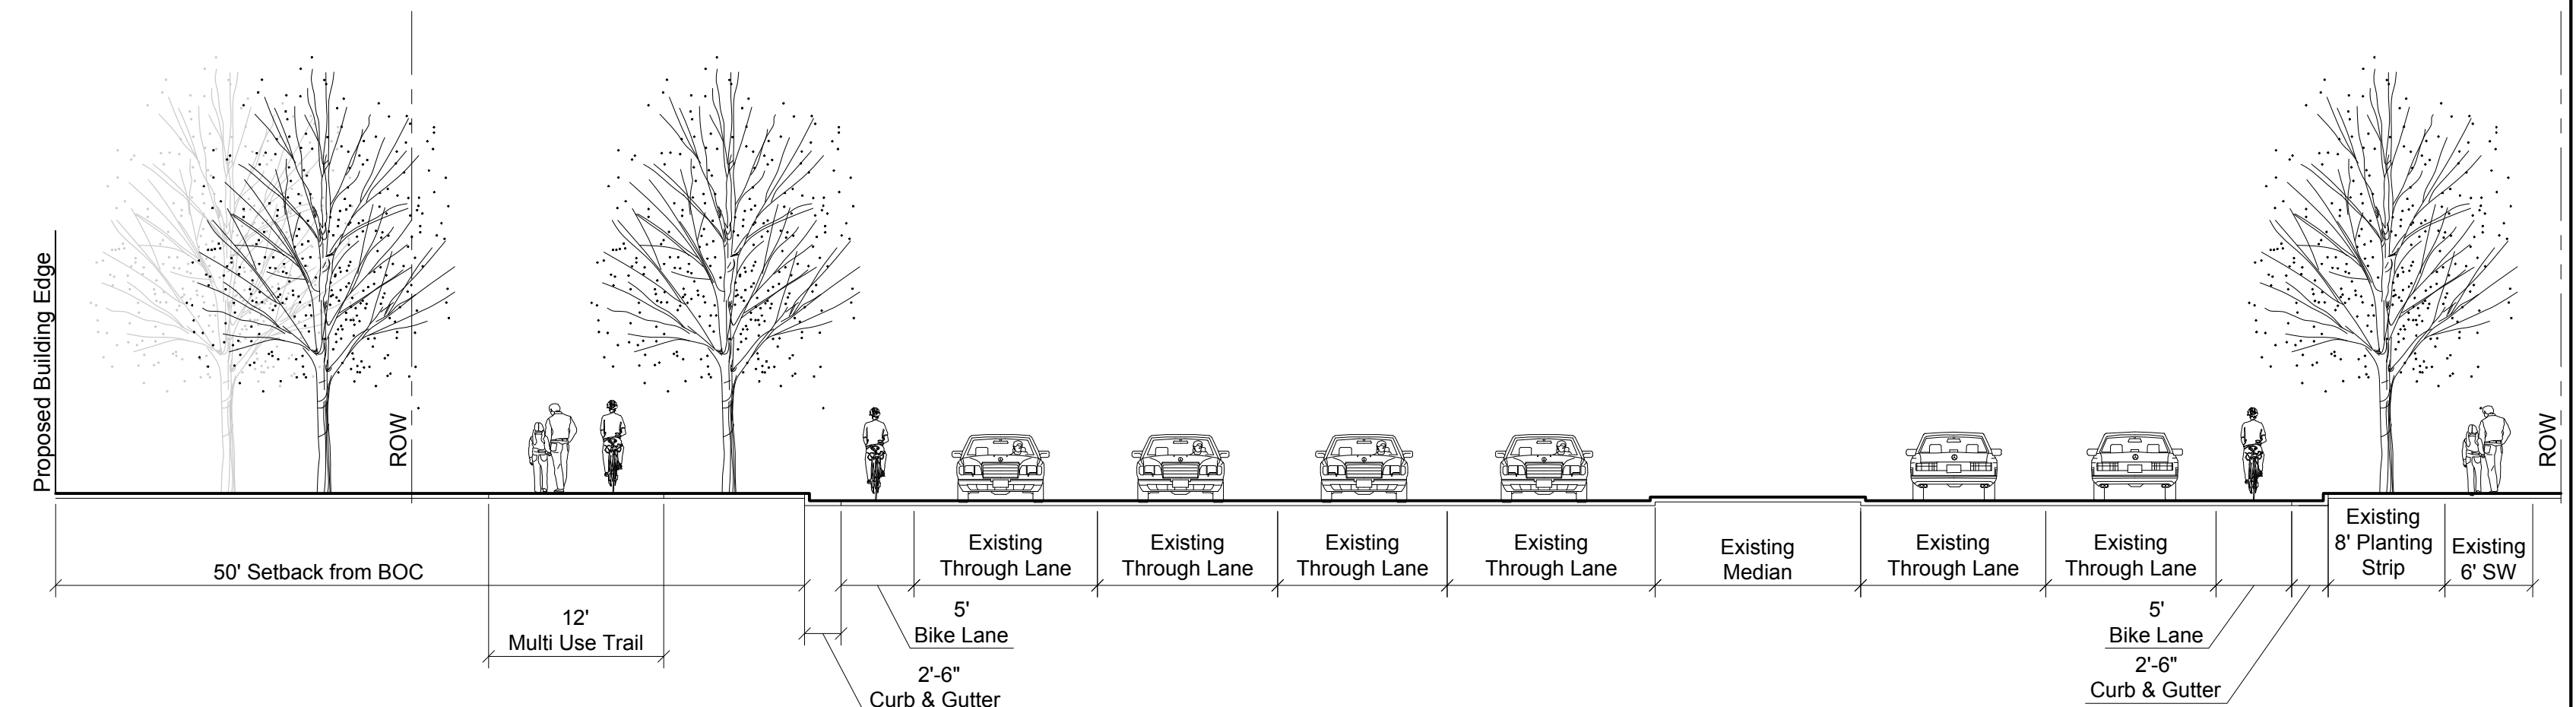 Proposed Building Edge
ROW
ROW
50' Setback from BOC
12'
Multi Use Trail
2'-6"
Curb & Gutter
5'
Bike Lane
Existing
Through Lane
Existing
Through Lane
Existing
Through Lane
Existing
Through Lane
Existing
Median
Existing
Through Lane
Existing
Through Lane
5'
Bike Lane
2'-6"
Curb & Gutter
Existing
8' Planting
Strip
Existing
6' SW